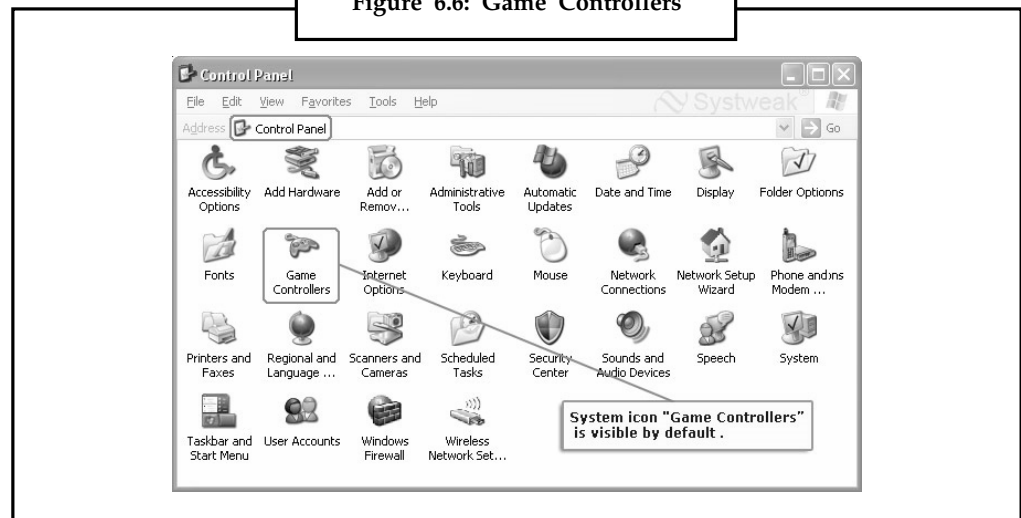 Figure 6.6: Game Controllers
Control Panel
File Edit View Favorites Tools Help
Systweak®
Address Control Panel Go
Accessibility Options
Add Hardware
Add or Remov...
Administrative Tools
Automatic Updates
Date and Time
Display
Folder Optionns
Fonts
Game Controllers
Internet Options
Keyboard
Mouse
Network Connections
Network Setup Wizard
Phone and Modem ...
Printers and Faxes
Regional and Language ...
Scanners and Cameras
Scheduled Tasks
Security Center
Sounds and Audio Devices
Speech
System
Taskbar and Start Menu
User Accounts
Windows Firewall
Wireless Network Set...
System icon "Game Controllers"
is visible by default .